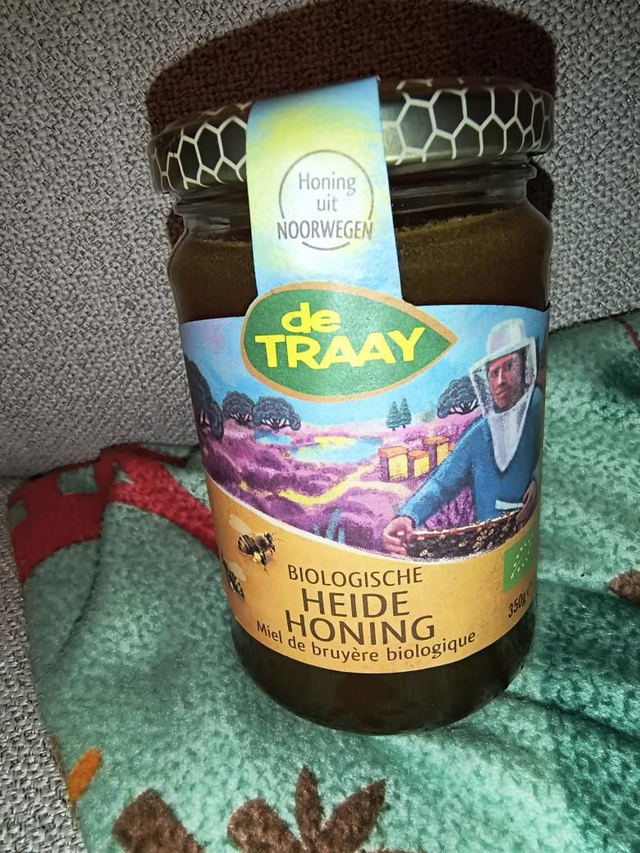 Honing
uit
NOORWEGEN
de
TRAAY
BIOLOGISCHE
HEIDE
HONING
Miel de bruyère biologique
350g